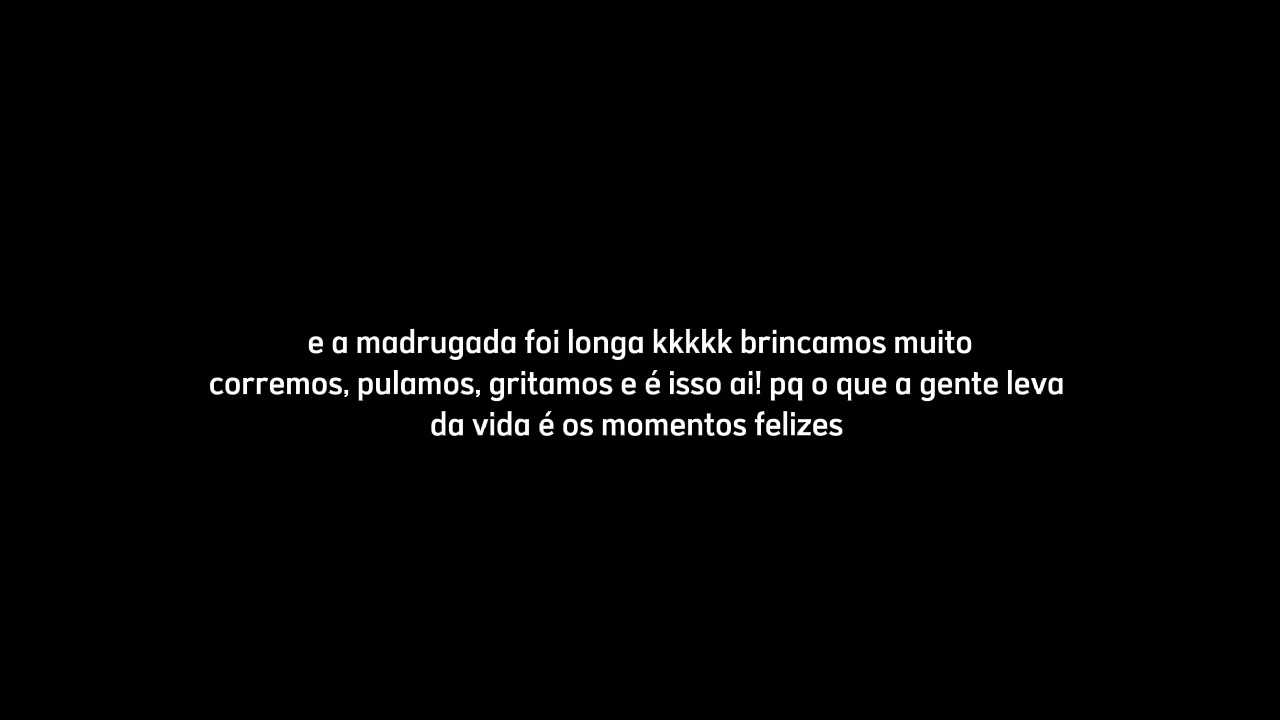 e a madrugada foi longa kkkkk brincamos muito
corremos, pulamos, gritamos e é isso ai! pq o que a gente leva
da vida é os momentos felizes